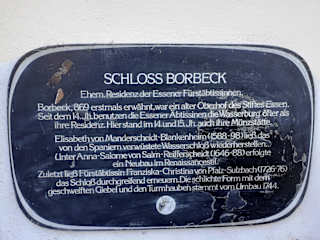 SCHLOSS BORBECK
Ehem. Residenz der Essener Fürstäbtissinnen.
Borbeck, 869 erstmals erwähnt, war ein alter Oberhof des Stiftes Essen.
Seit dem 14. Jh. benutzen die Essener Äbtissinnen die Wasserburg öfter als
ihre Residenz. Hier stand im 14. und 15. Jh. auch ihre Münzstätte.
Elisabeth von Manderscheidt-Blankenheim (1588-98) ließ das
von den Spaniern verwüstete Wasserschloß wiederherstellen.
Unter Anna-Salome von Salm-Reifferscheidt (1646-88) erfolgte
ein Neubau im Renaissancestil.
Zuletzt ließ Fürstäbtissin Franziska-Christina von Pfalz-Sulzbach (1726-76)
das Schloß durchgreifend erneuern. Die schlichte Form mit dem
geschweiften Giebel und den Turmhauben stammt vom Umbau 1744.